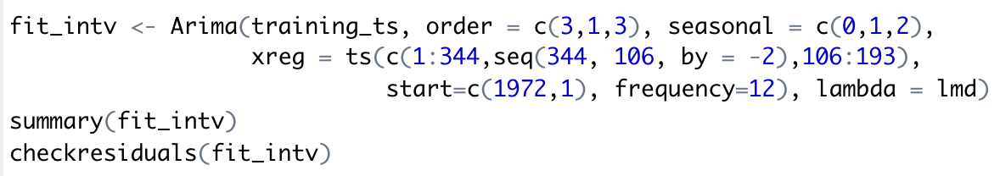 fit_intv <- Arima(training_ts, order = c(3,1,3), seasonal = c(0,1,2),
xreg = ts(c(1:344,seq(344, 106, by = -2),106:193),
start=c(1972,1), frequency=12), lambda = lmd)
summary(fit_intv)
checkresiduals(fit_intv)